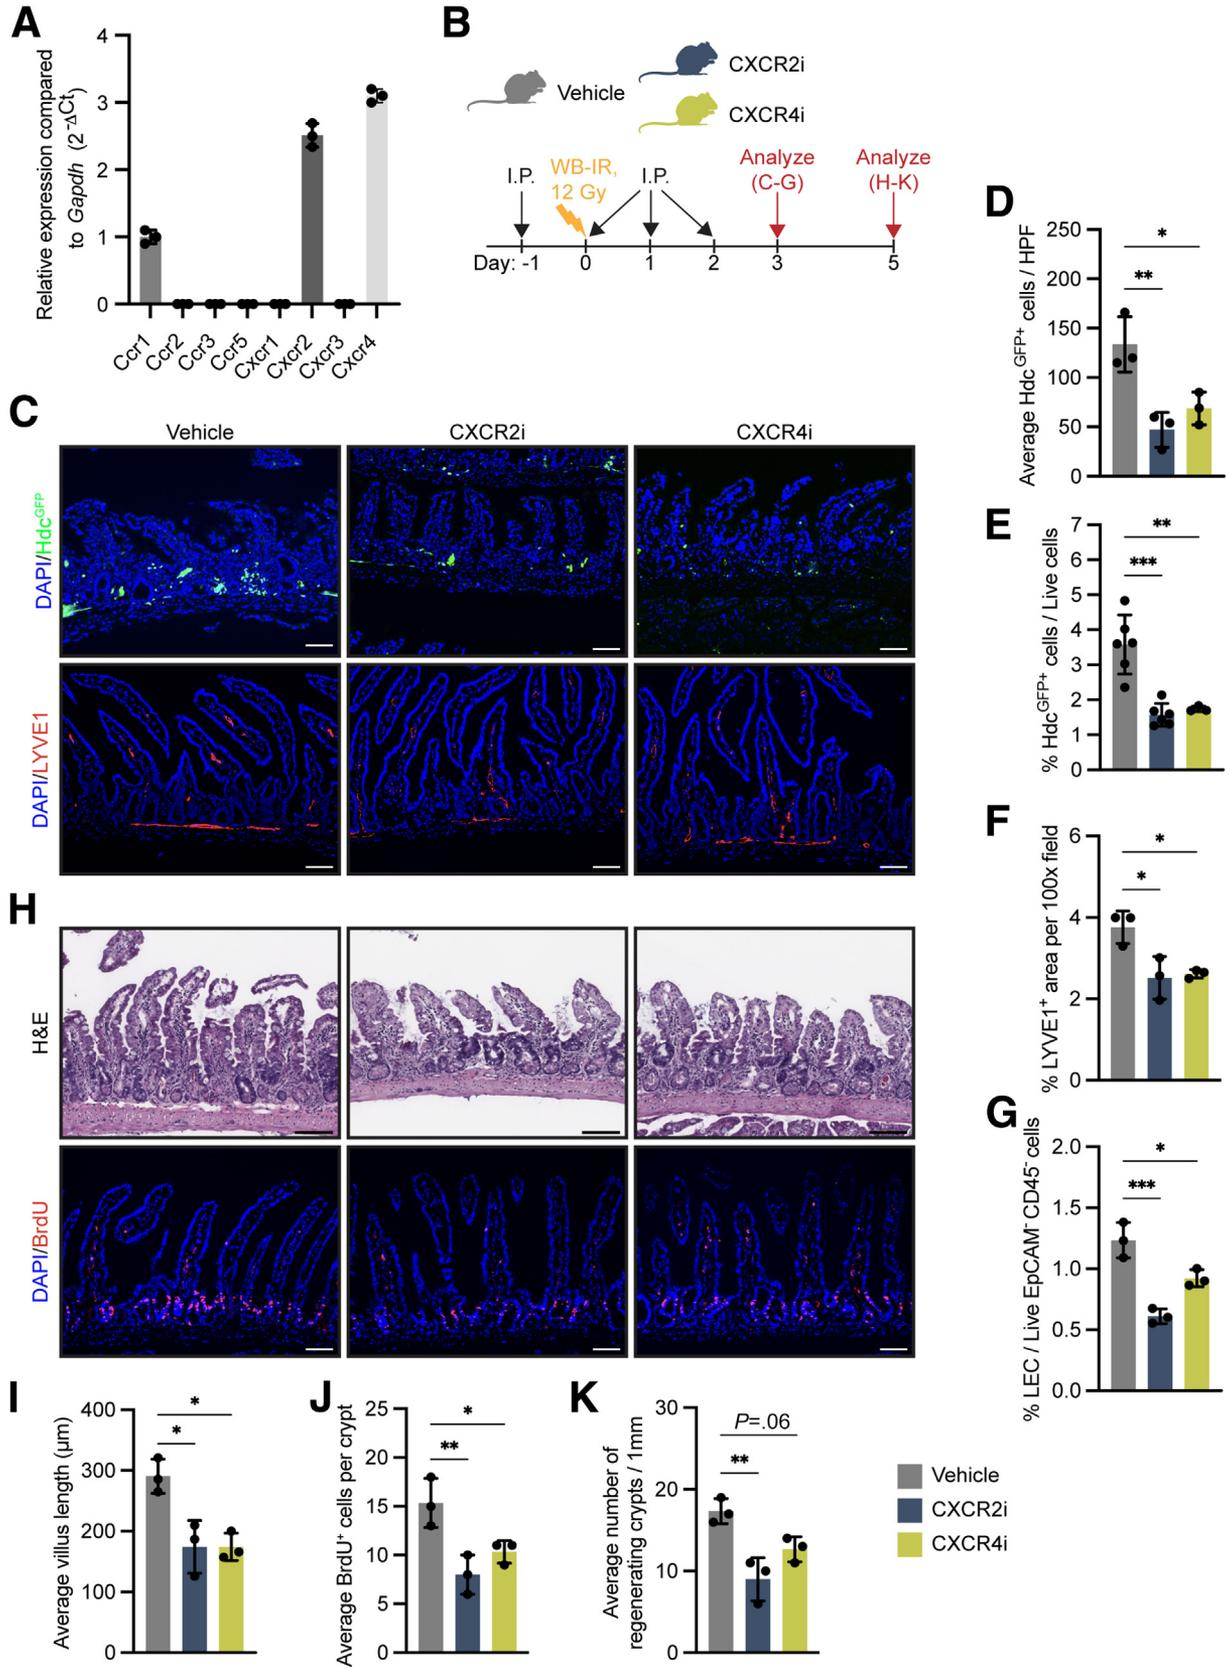 A
Relative expression compared
to Gapdh (2^-ΔCt)
4
3
2
1
0
Ccr1
Ccr2
Ccr3
Ccr5
Cxcr1
Cxcr2
Cxcr3
Cxcr4
B
Vehicle
CXCR2i
CXCR4i
I.P.
WB-IR,
12 Gy
I.P.
Analyze
(C-G)
Analyze
(H-K)
Day: -1 0 1 2 3 5
C
Vehicle
CXCR2i
CXCR4i
DAPI/Hdc^GFP
DAPI/LYVE1
D
Average Hdc^GFP+ cells / HPF
250
200
150
100
50
0
*
**
E
% Hdc^GFP+ cells / Live cells
7
6
5
4
3
2
1
0
**
***
F
% LYVE1+ area per 100x field
6
4
2
0
*
*
G
% LEC / Live EpCAM- CD45- cells
2.0
1.5
1.0
0.5
0.0
*
***
H
H&E
DAPI/BrdU
I
Average villus length (µm)
400
300
200
100
0
*
*
J
Average BrdU+ cells per crypt
25
20
15
10
5
0
*
**
K
Average number of
regenerating crypts / 1mm
30
20
10
0
P=.06
**
Vehicle
CXCR2i
CXCR4i